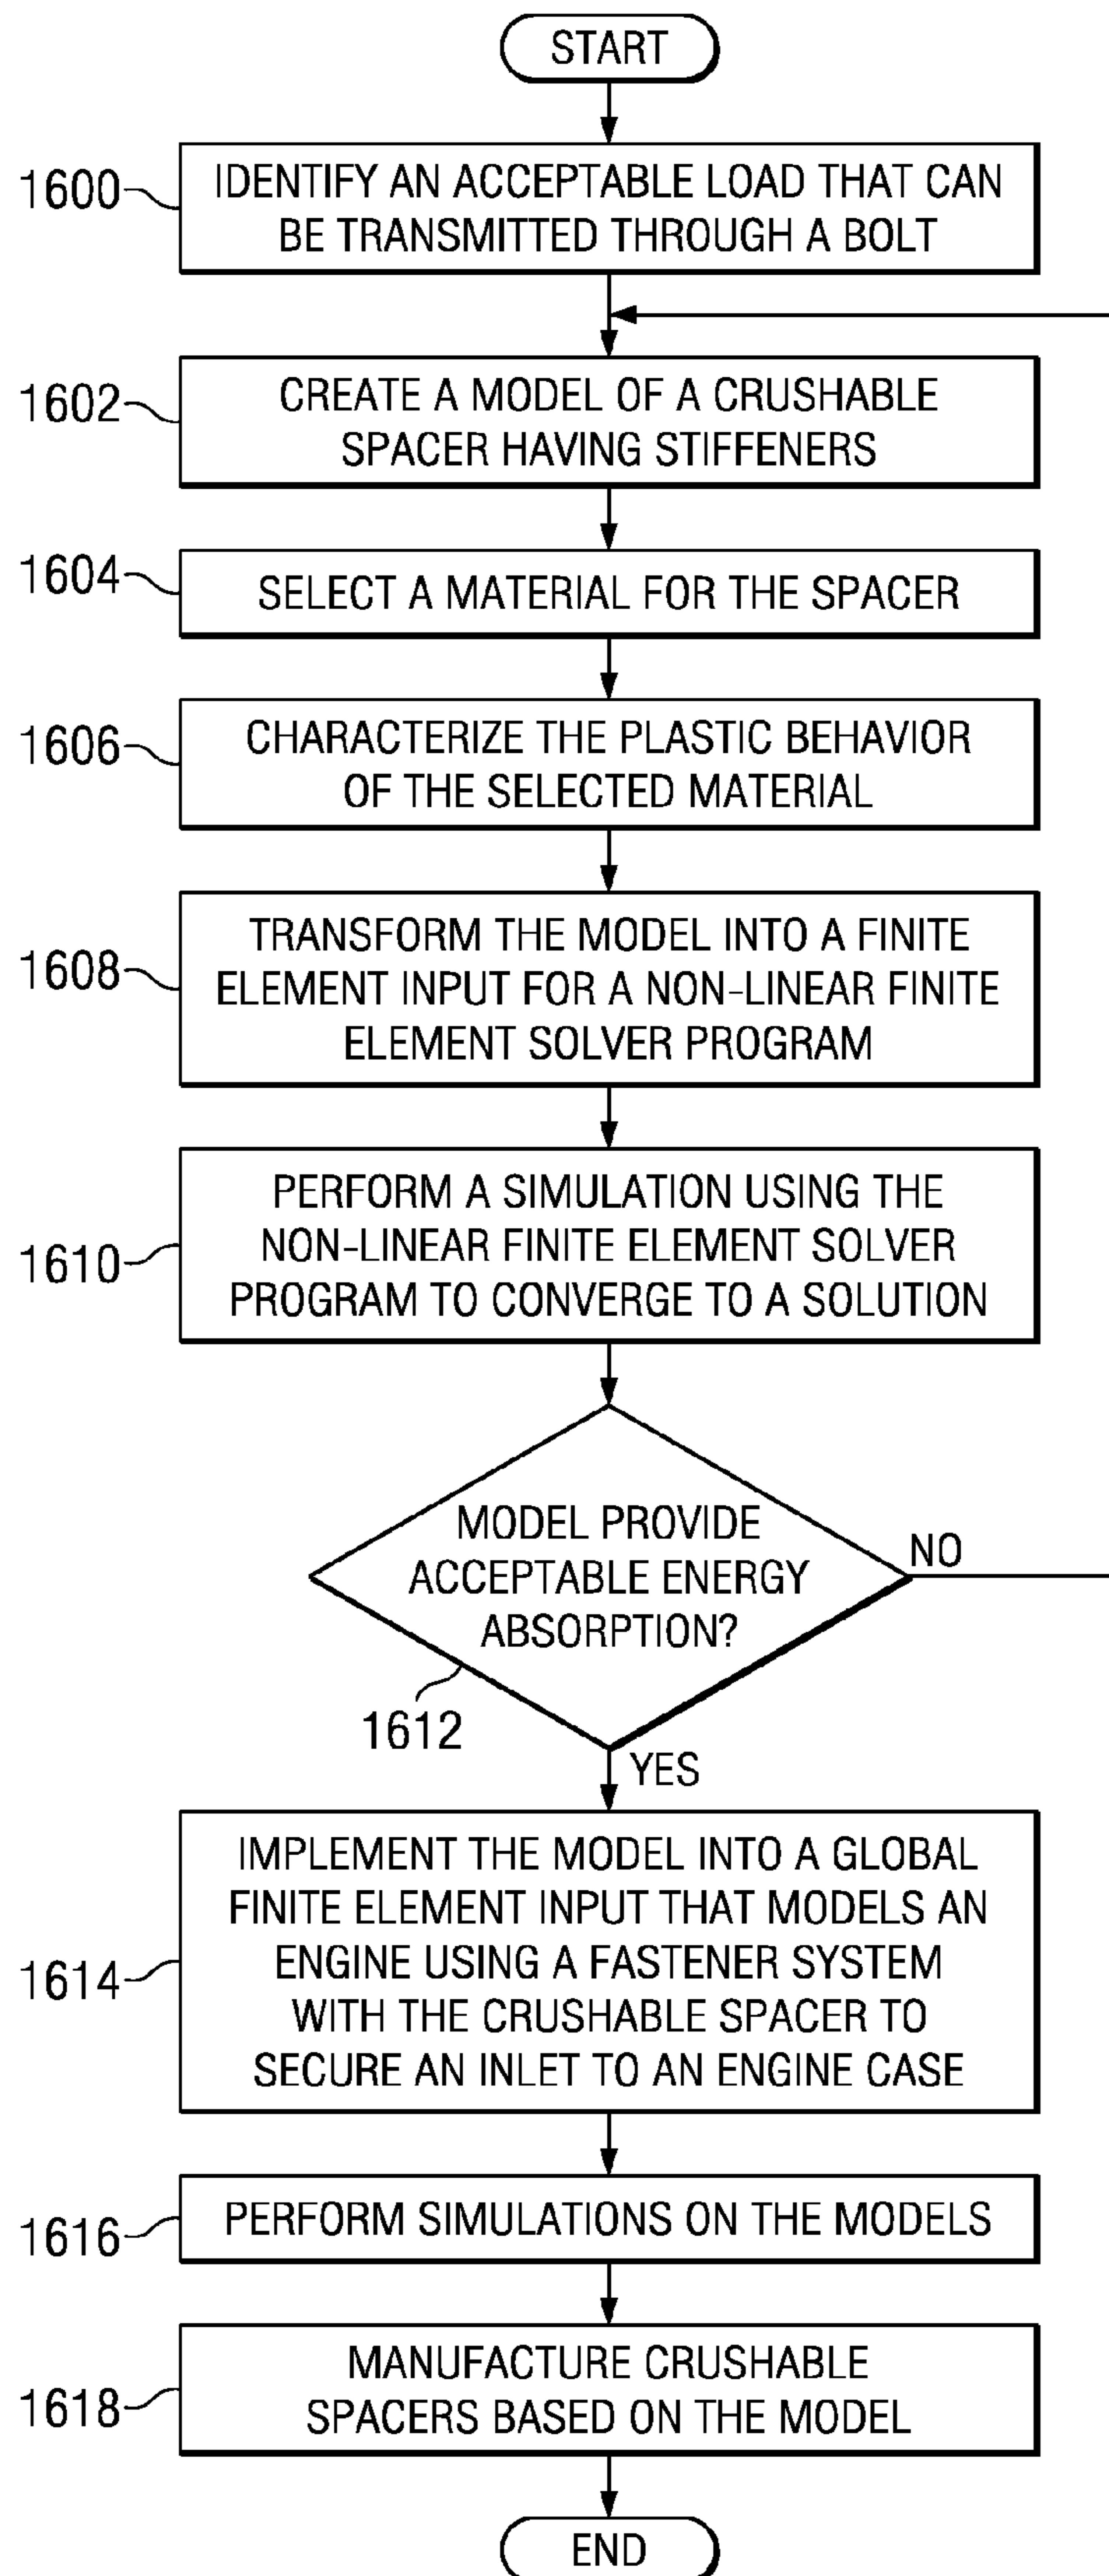 START
1600
IDENTIFY AN ACCEPTABLE LOAD THAT CAN
BE TRANSMITTED THROUGH A BOLT
1602
CREATE A MODEL OF A CRUSHABLE
SPACER HAVING STIFFENERS
1604
SELECT A MATERIAL FOR THE SPACER
1606
CHARACTERIZE THE PLASTIC BEHAVIOR
OF THE SELECTED MATERIAL
1608
TRANSFORM THE MODEL INTO A FINITE
ELEMENT INPUT FOR A NON-LINEAR FINITE
ELEMENT SOLVER PROGRAM
1610
PERFORM A SIMULATION USING THE
NON-LINEAR FINITE ELEMENT SOLVER
PROGRAM TO CONVERGE TO A SOLUTION
MODEL PROVIDE
ACCEPTABLE ENERGY
ABSORPTION?
NO
1612
YES
1614
IMPLEMENT THE MODEL INTO A GLOBAL
FINITE ELEMENT INPUT THAT MODELS AN
ENGINE USING A FASTENER SYSTEM
WITH THE CRUSHABLE SPACER TO
SECURE AN INLET TO AN ENGINE CASE
1616
PERFORM SIMULATIONS ON THE MODELS
1618
MANUFACTURE CRUSHABLE
SPACERS BASED ON THE MODEL
END